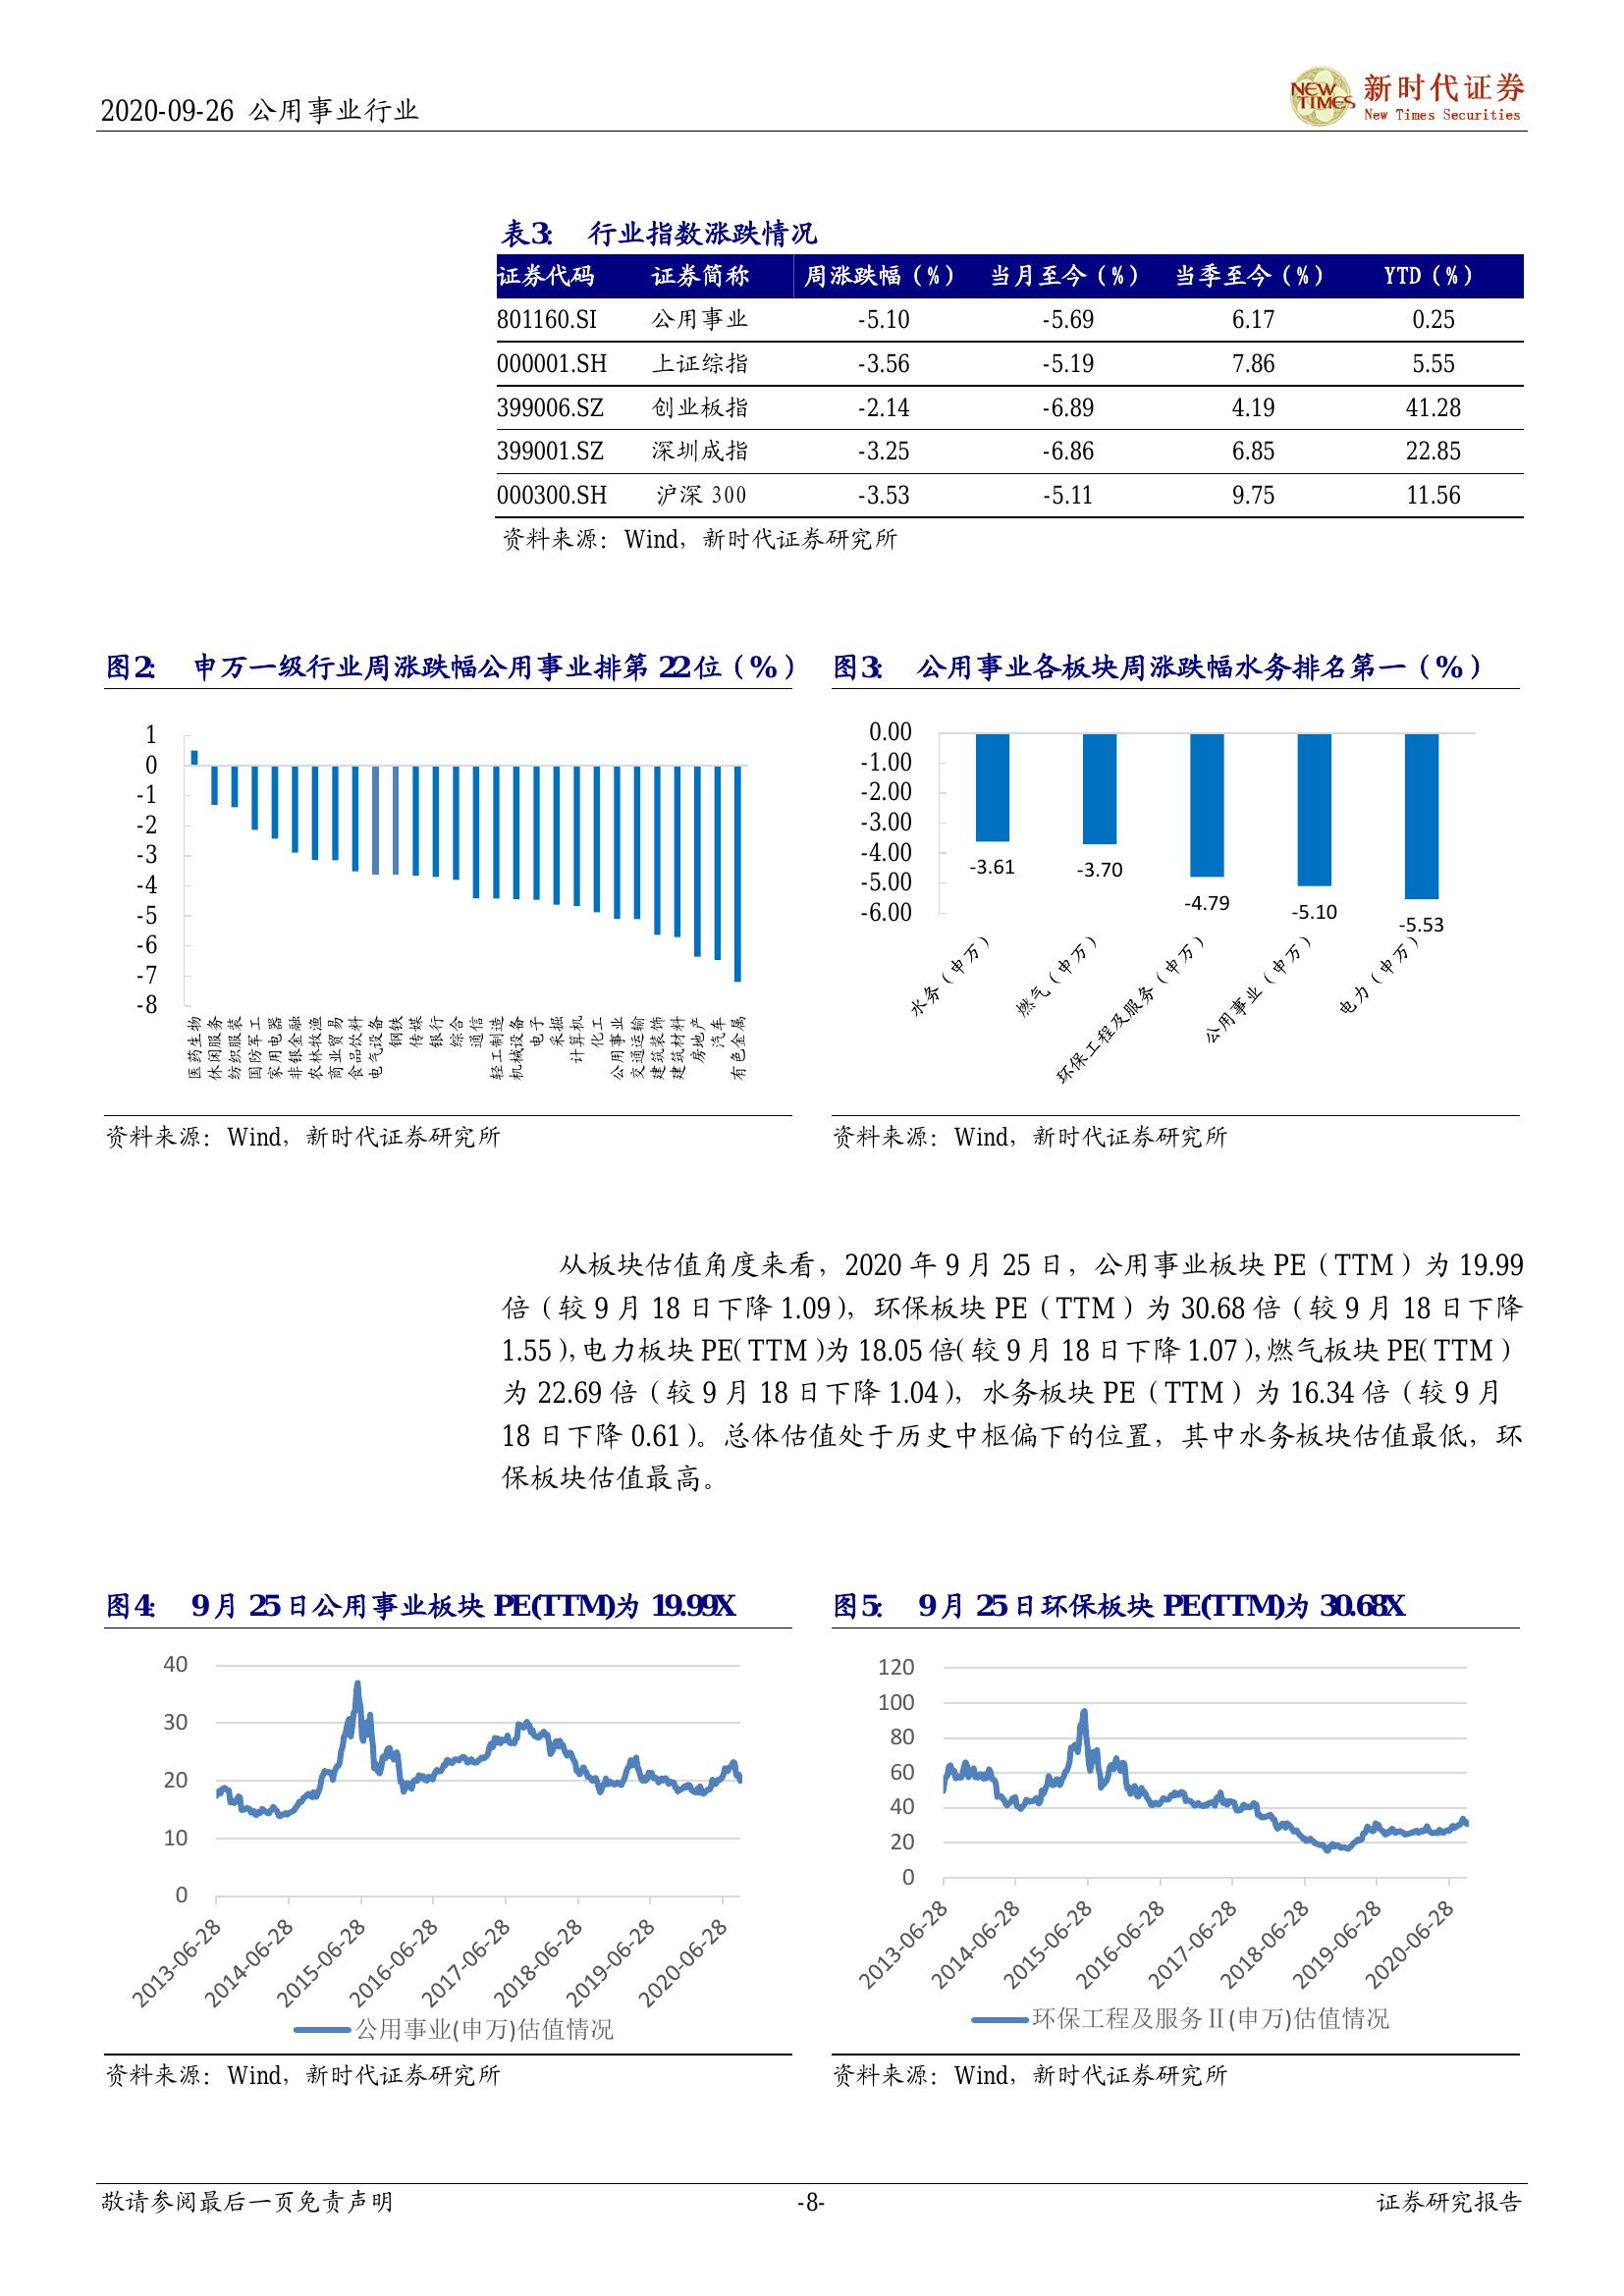 2020-09-26 公用事业行业
NEW TIMES
新时代证券
New Times Securities
表3： 行业指数涨跌情况
证券代码 证券简称 周涨跌幅（%） 当月至今（%） 当季至今（%） YTD（%）
801160.SI 公用事业 -5.10 -5.69 6.17 0.25
000001.SH 上证综指 -3.56 -5.19 7.86 5.55
399006.SZ 创业板指 -2.14 -6.89 4.19 41.28
399001.SZ 深圳成指 -3.25 -6.86 6.85 22.85
000300.SH 沪深 300 -3.53 -5.11 9.75 11.56
资料来源：Wind，新时代证券研究所
图2： 申万一级行业周涨跌幅公用事业排第 22 位（%）
1
0
-1
-2
-3
-4
-5
-6
-7
-8
医药生物
休闲服务
纺织服装
国防军工
家用电器
非银金融
农林牧渔
商业贸易
食品饮料
电气设备
钢铁
传媒
银行
综合
通信
轻工制造
机械设备
电子
采掘
计算机
化工
公用事业
交通运输
建筑装饰
建筑材料
房地产
汽车
有色金属
资料来源：Wind，新时代证券研究所
图3： 公用事业各板块周涨跌幅水务排名第一（%）
0.00
-1.00
-2.00
-3.00
-4.00
-5.00
-6.00
-3.61
-3.70
-4.79
-5.10
-5.53
水务（申万）
燃气（申万）
环保工程及服务（申万）
公用事业（申万）
电力（申万）
资料来源：Wind，新时代证券研究所
从板块估值角度来看，2020 年 9 月 25 日，公用事业板块 PE（TTM）为 19.99
倍（较 9 月 18 日下降 1.09），环保板块 PE（TTM）为 30.68 倍（较 9 月 18 日下降
1.55），电力板块 PE（TTM）为 18.05 倍（较 9 月 18 日下降 1.07），燃气板块 PE（TTM）
为 22.69 倍（较 9 月 18 日下降 1.04），水务板块 PE（TTM）为 16.34 倍（较 9 月
18 日下降 0.61）。总体估值处于历史中枢偏下的位置，其中水务板块估值最低，环
保板块估值最高。
图4： 9 月 25 日公用事业板块 PE(TTM)为 19.99X
40
30
20
10
0
2013-06-28
2014-06-28
2015-06-28
2016-06-28
2017-06-28
2018-06-28
2019-06-28
2020-06-28
公用事业(申万)估值情况
资料来源：Wind，新时代证券研究所
图5： 9 月 25 日环保板块 PE(TTM)为 30.68X
120
100
80
60
40
20
0
2013-06-28
2014-06-28
2015-06-28
2016-06-28
2017-06-28
2018-06-28
2019-06-28
2020-06-28
环保工程及服务Ⅱ(申万)估值情况
资料来源：Wind，新时代证券研究所
敬请参阅最后一页免责声明 -8- 证券研究报告